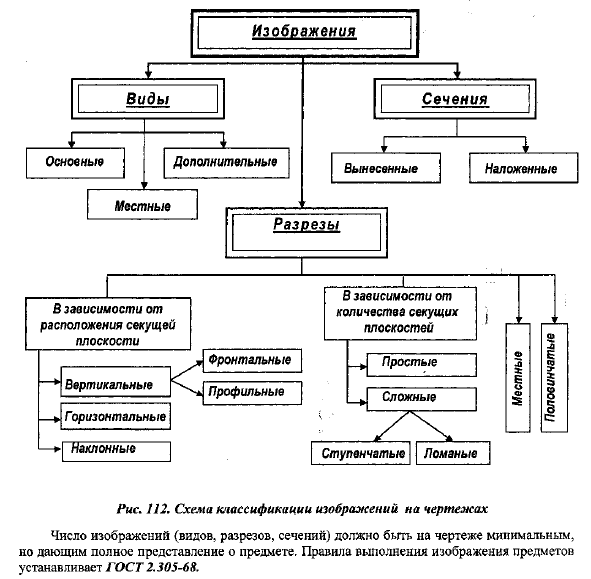 Изображения
Виды
Сечения
Основные
Дополнительные
Местные
Вынесенные
Наложенные
Разрезы
В зависимости от
расположения секущей
плоскости
Вертикальные
Фронтальные
Профильные
Горизонтальные
Наклонные
В зависимости от
количества секущих
плоскостей
Простые
Сложные
Ступенчатые
Ломаные
Местные
Половинчатые
Рис. 112. Схема классификации изображений на чертежах
Число изображений (видов, разрезов, сечений) должно быть на чертеже минимальным,
но дающим полное представление о предмете. Правила выполнения изображения предметов
устанавливает ГОСТ 2.305-68.